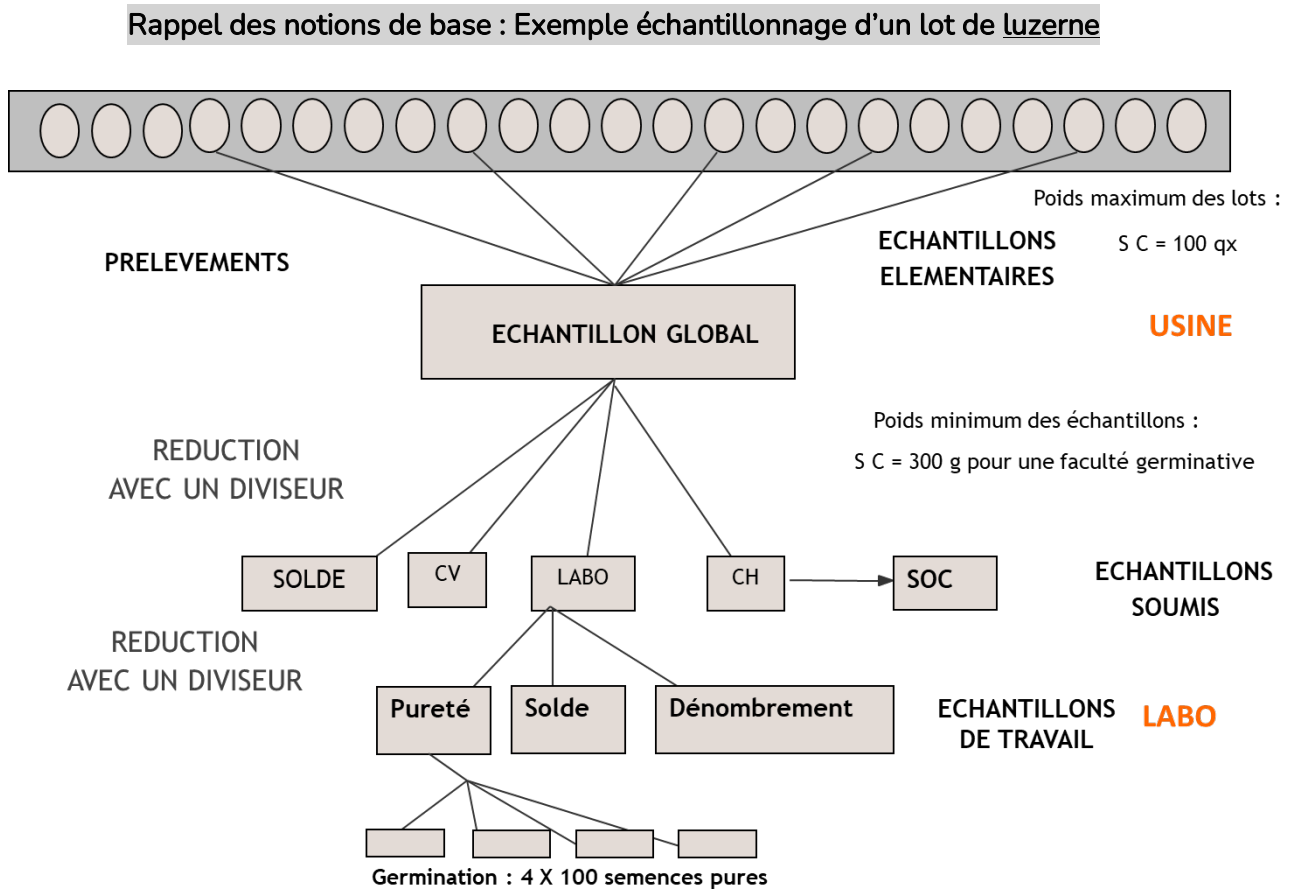 Rappel des notions de base : Exemple échantillonnage d’un lot de luzerne
Poids maximum des lots :
S C = 100 qx
PRELEVEMENTS
ECHANTILLONS
ELEMENTAIRES
USINE
ECHANTILLON GLOBAL
Poids minimum des échantillons :
S C = 300 g pour une faculté germinative
REDUCTION
AVEC UN DIVISEUR
SOLDE
CV
LABO
CH
SOC
ECHANTILLONS
SOUMIS
REDUCTION
AVEC UN DIVISEUR
Pureté
Solde
Dénombrement
ECHANTILLONS
DE TRAVAIL
LABO
Germination : 4 X 100 semences pures